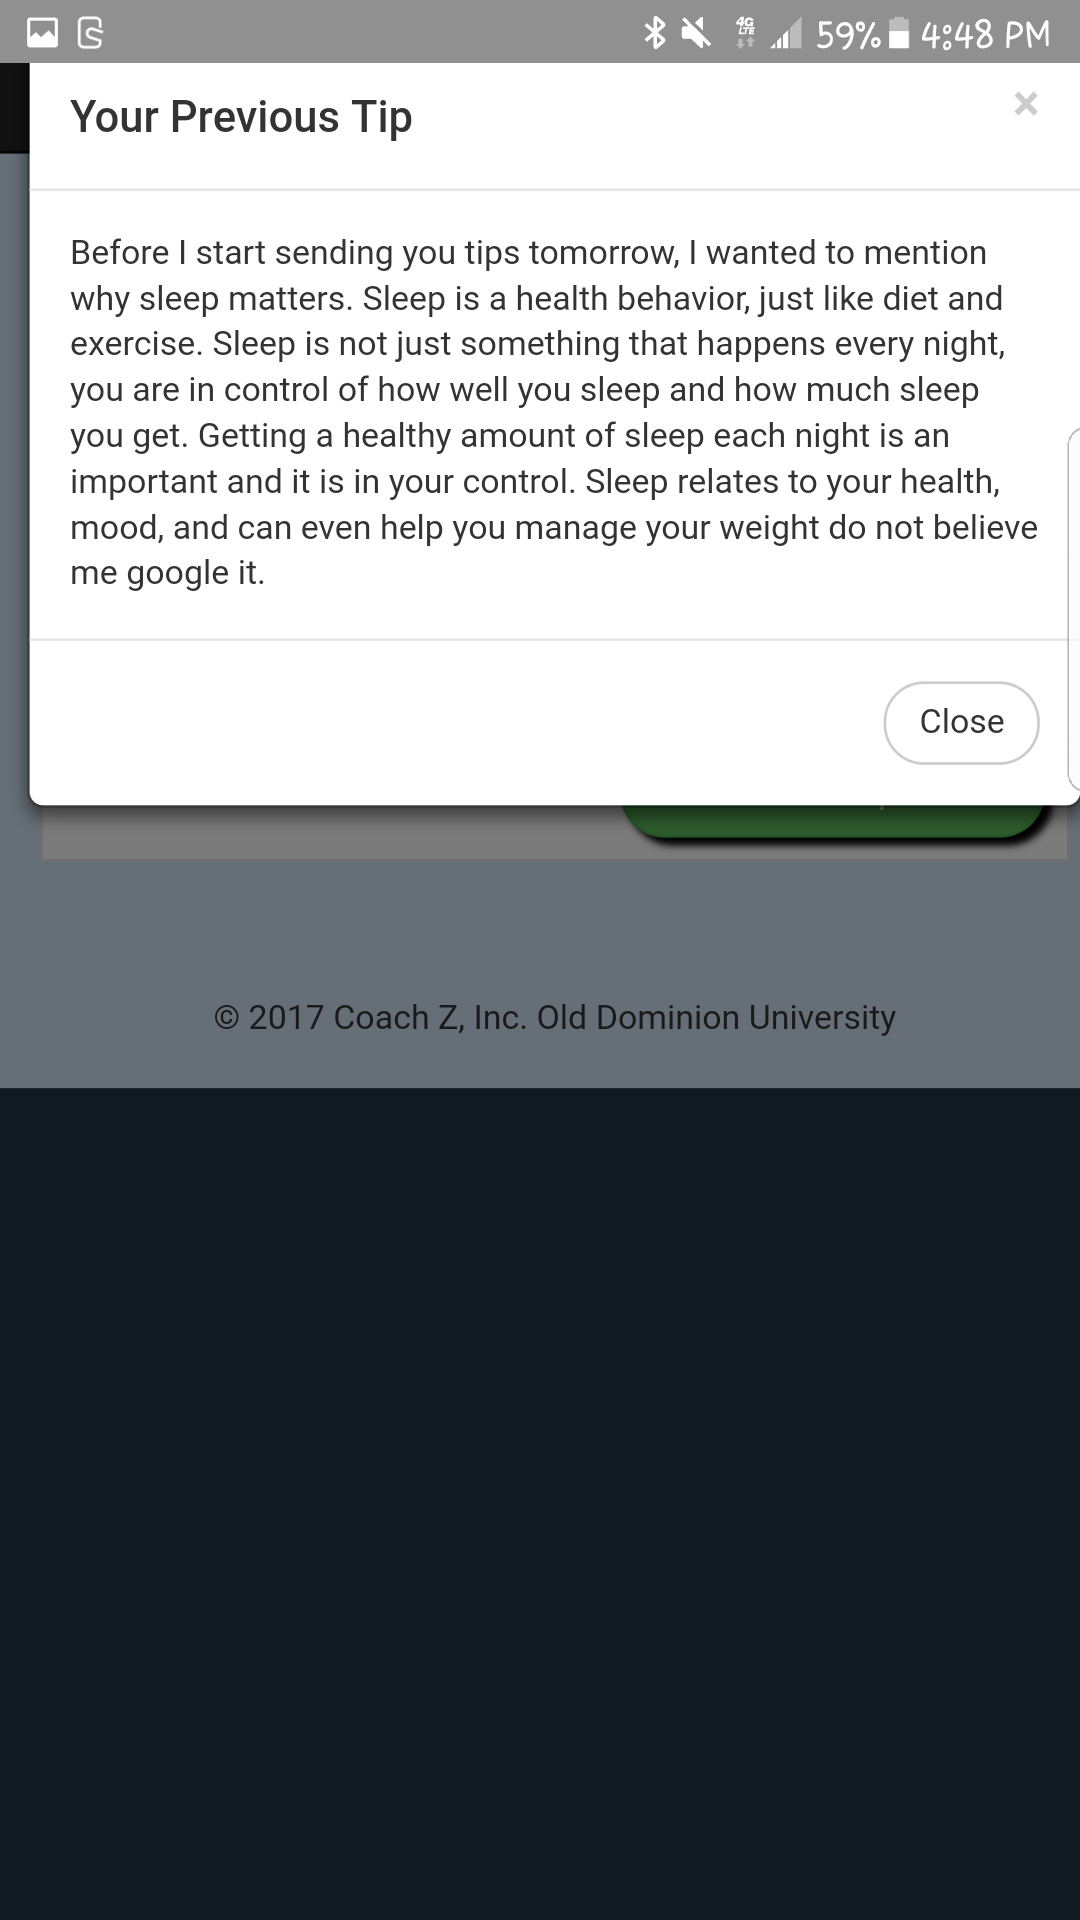 4G LTE 59% 4:48 PM
Your Previous Tip ×
Before I start sending you tips tomorrow, I wanted to mention
why sleep matters. Sleep is a health behavior, just like diet and
exercise. Sleep is not just something that happens every night,
you are in control of how well you sleep and how much sleep
you get. Getting a healthy amount of sleep each night is an
important and it is in your control. Sleep relates to your health,
mood, and can even help you manage your weight do not believe
me google it.
Close
© 2017 Coach Z, Inc. Old Dominion University